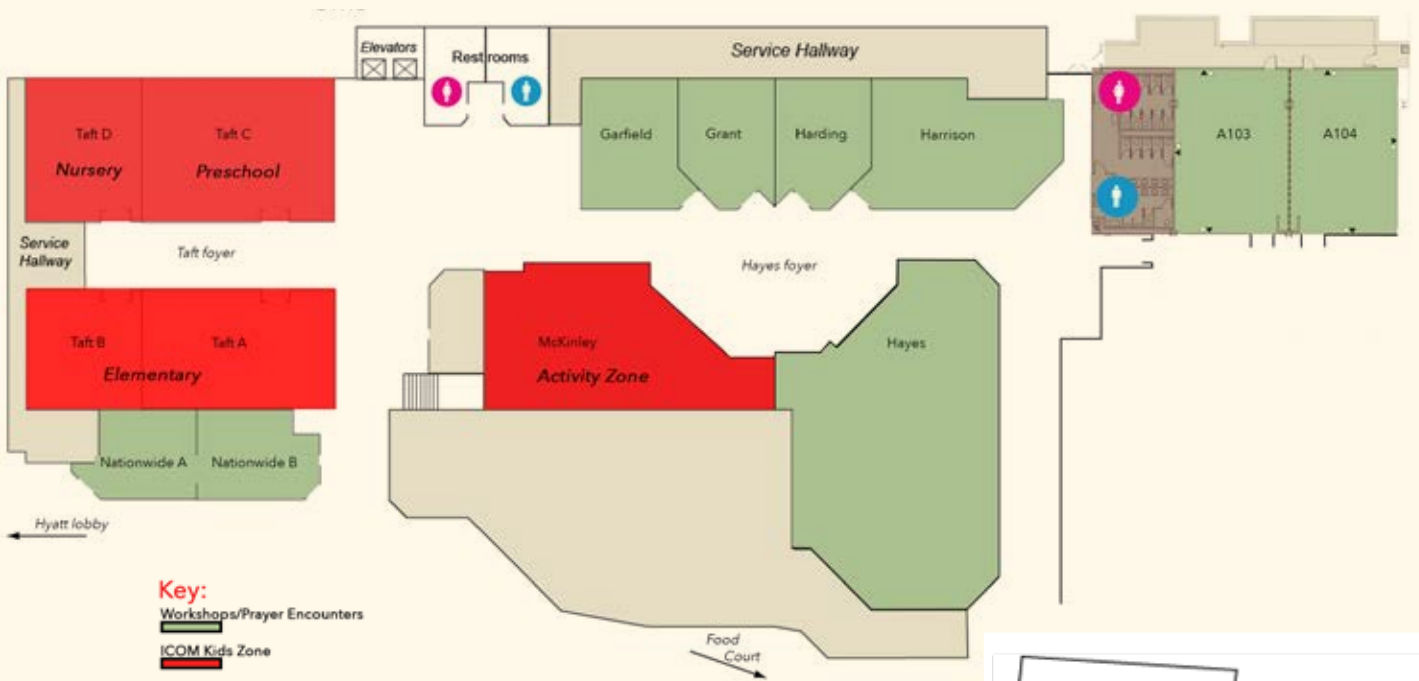 Elevators
Restrooms
Service Hallway
Taft D
Nursery
Taft C
Preschool
Garfield
Grant
Harding
Harrison
A103
A104
Service
Hallway
Taft foyer
Hayes foyer
Taft B
Taft A
Elementary
McKinley
Activity Zone
Hayes
Nationwide A
Nationwide B
Hyatt lobby
Key:
Workshops/Prayer Encounters
ICOM Kids Zone
Food
Court